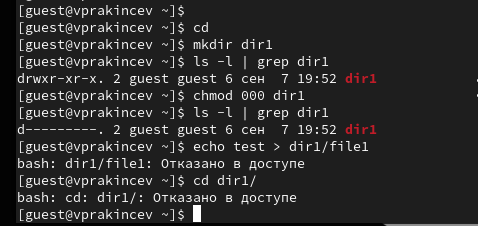 [guest@vprakincev ~]$
[guest@vprakincev ~]$ cd
[guest@vprakincev ~]$ mkdir dir1
[guest@vprakincev ~]$ ls -l | grep dir1
drwxr-xr-x. 2 guest guest 6 сен  7 19:52 dir1
[guest@vprakincev ~]$ chmod 000 dir1
[guest@vprakincev ~]$ ls -l | grep dir1
d---------. 2 guest guest 6 сен  7 19:52 dir1
[guest@vprakincev ~]$ echo test > dir1/file1
bash: dir1/file1: Отказано в доступе
[guest@vprakincev ~]$ cd dir1/
bash: cd: dir1/: Отказано в доступе
[guest@vprakincev ~]$